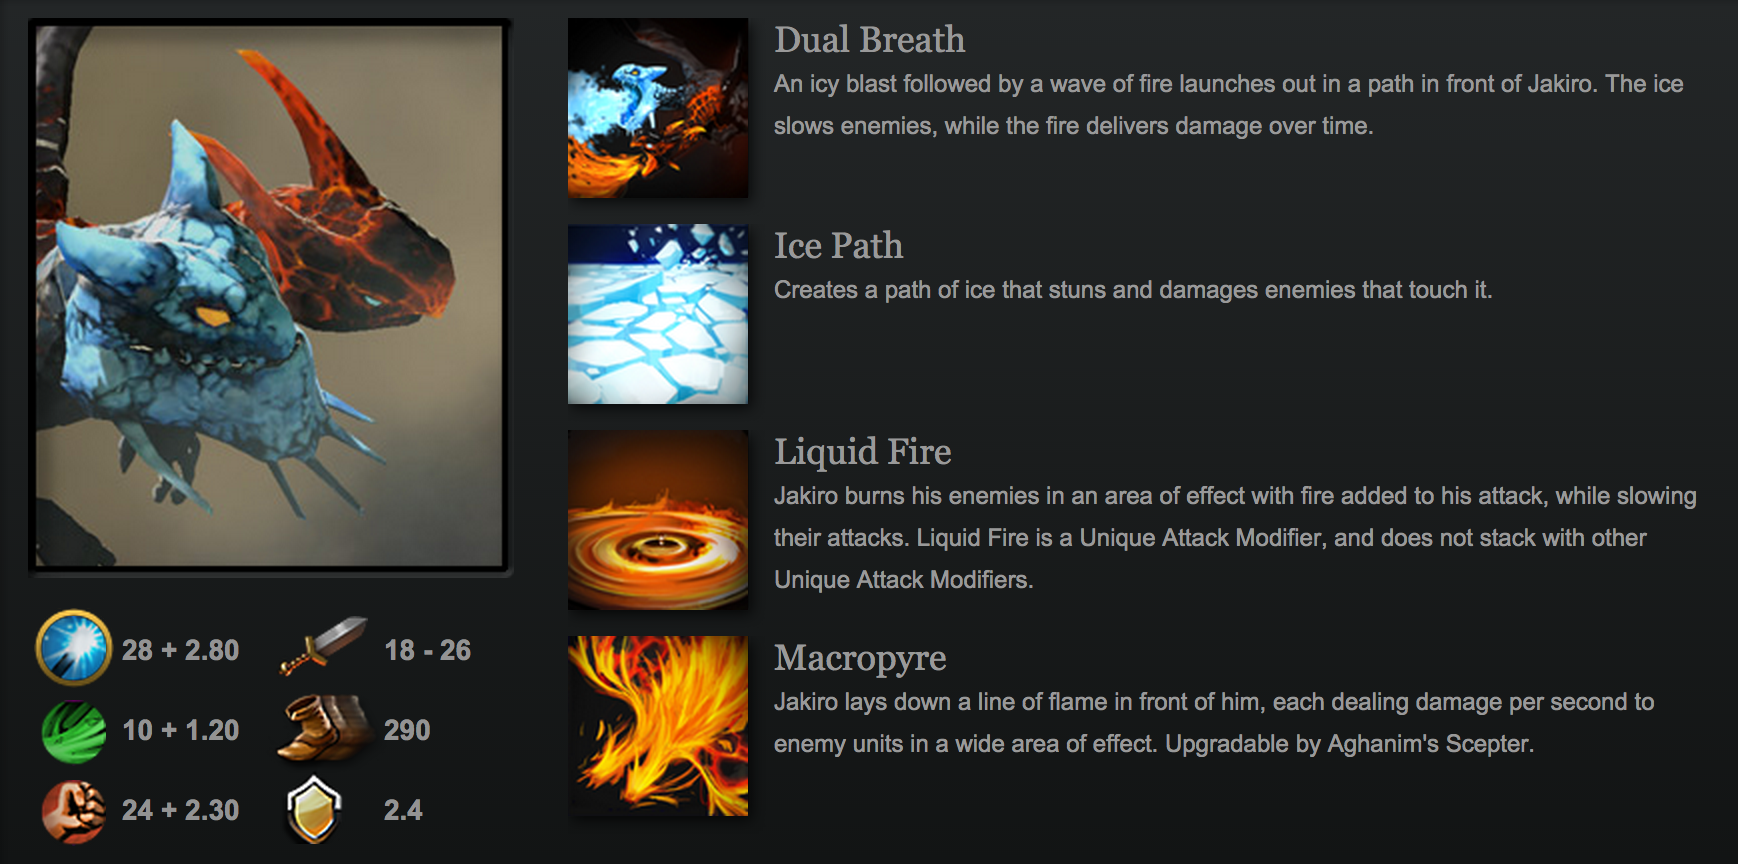 Dual Breath
An icy blast followed by a wave of fire launches out in a path in front of Jakiro. The ice
slows enemies, while the fire delivers damage over time.
Ice Path
Creates a path of ice that stuns and damages enemies that touch it.
Liquid Fire
Jakiro burns his enemies in an area of effect with fire added to his attack, while slowing
their attacks. Liquid Fire is a Unique Attack Modifier, and does not stack with other
Unique Attack Modifiers.
Macropyre
Jakiro lays down a line of flame in front of him, each dealing damage per second to
enemy units in a wide area of effect. Upgradable by Aghanim's Scepter.
28 + 2.80
18 - 26
10 + 1.20
290
24 + 2.30
2.4